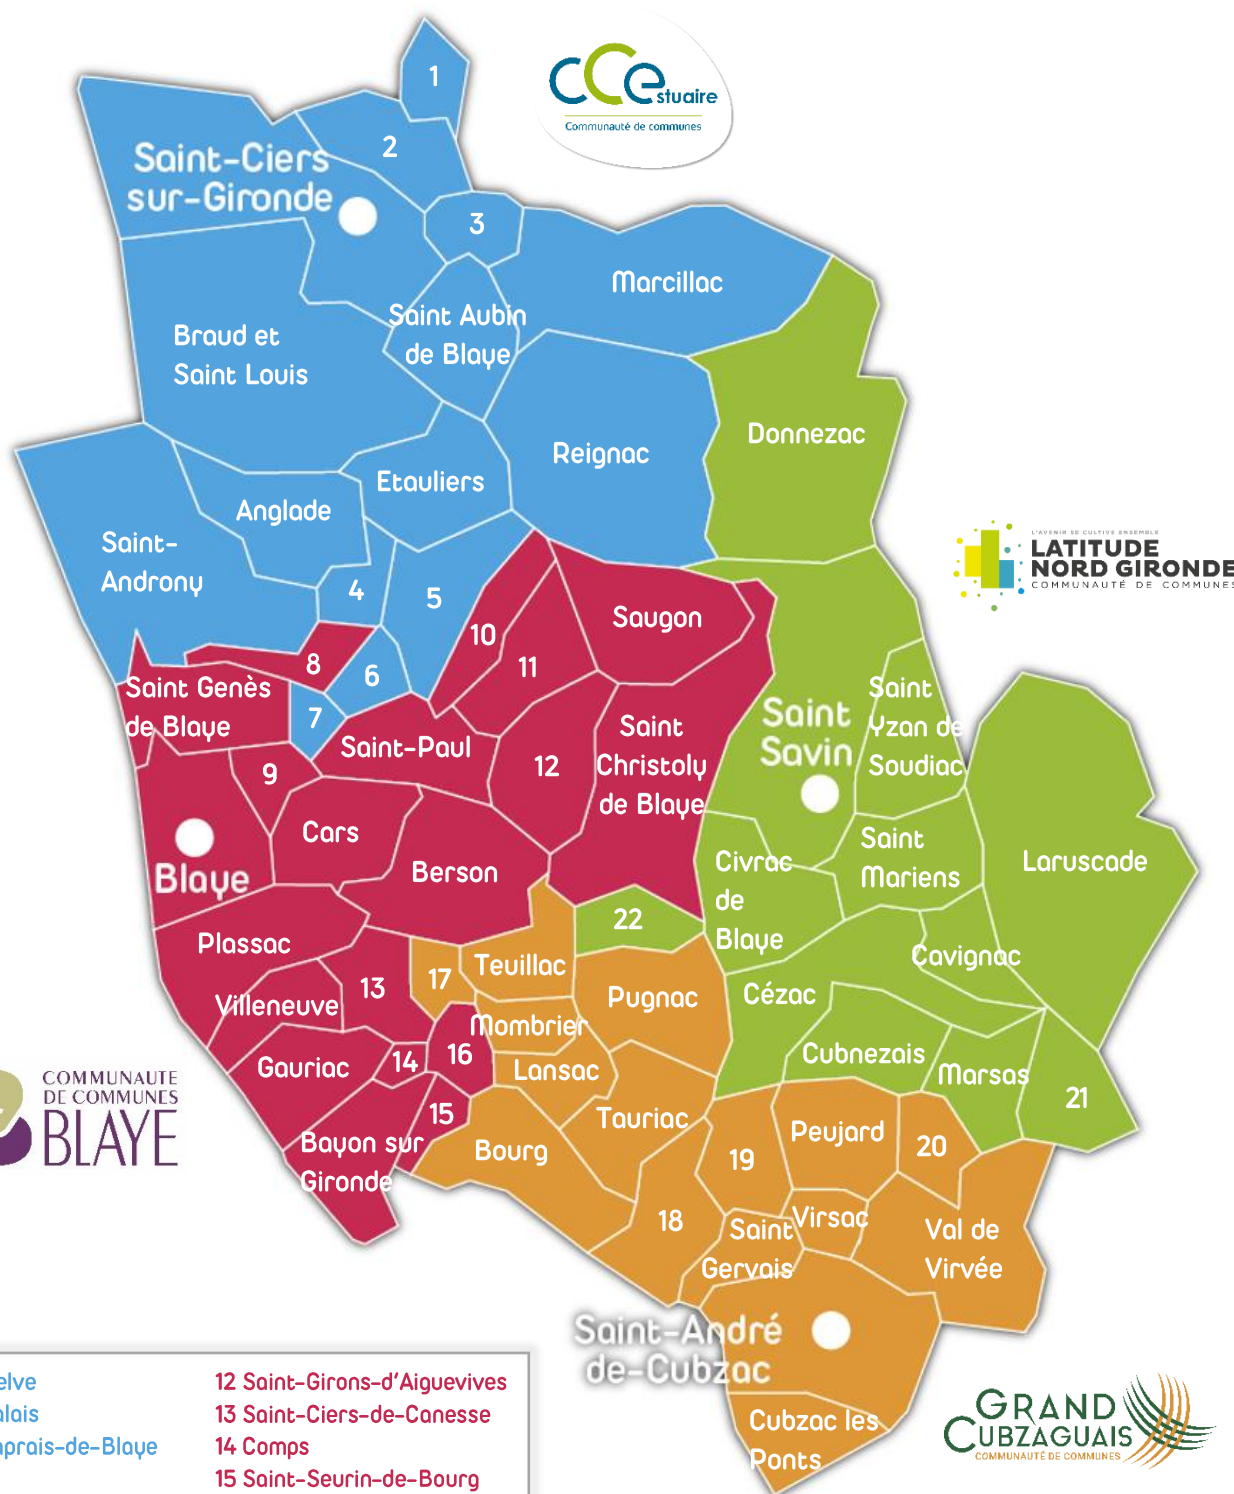 cCe
stuaire
Communauté de communes
1
2
Saint-Ciers
sur-Gironde
3
Marcillac
Saint Aubin
de Blaye
Braud et
Saint Louis
Donnezac
Reignac
Etauliers
Anglade
Saint-
Androny
4
5
L'AVENIR SE CULTIVE ENSEMBLE
LATITUDE
NORD GIRONDE
COMMUNAUTÉ DE COMMUNES
Saugon
10
8
11
6
Saint Genès
de Blaye
7
Saint-Paul
9
12
Saint
Christoly
de Blaye
Saint
Savin
Saint
Yzan de
Soudiac
Cars
Blaye
Berson
Civrac
de
Blaye
Saint
Mariens
Laruscade
22
Plassac
Teuillac
Cavignac
13
17
Villeneuve
Pugnac
Cézac
Mombrier
Gauriac
14
16
Lansac
Cubnezais
Marsas
21
COMMUNAUTE
DE COMMUNES
BLAYE
15
Tauriac
Bayon sur
Gironde
Bourg
Peujard
20
19
18
Virsac
Saint
Gervais
Val de
Virvée
Saint-André
de-Cubzac
Cubzac les
Ponts
GRAND
CUBZAGUAIS
COMMUNAUTÉ DE COMMUNES
elve
alais
aprais-de-Blaye
12 Saint-Girons-d'Aiguevives
13 Saint-Ciers-de-Canesse
14 Comps
15 Saint-Seurin-de-Bourg